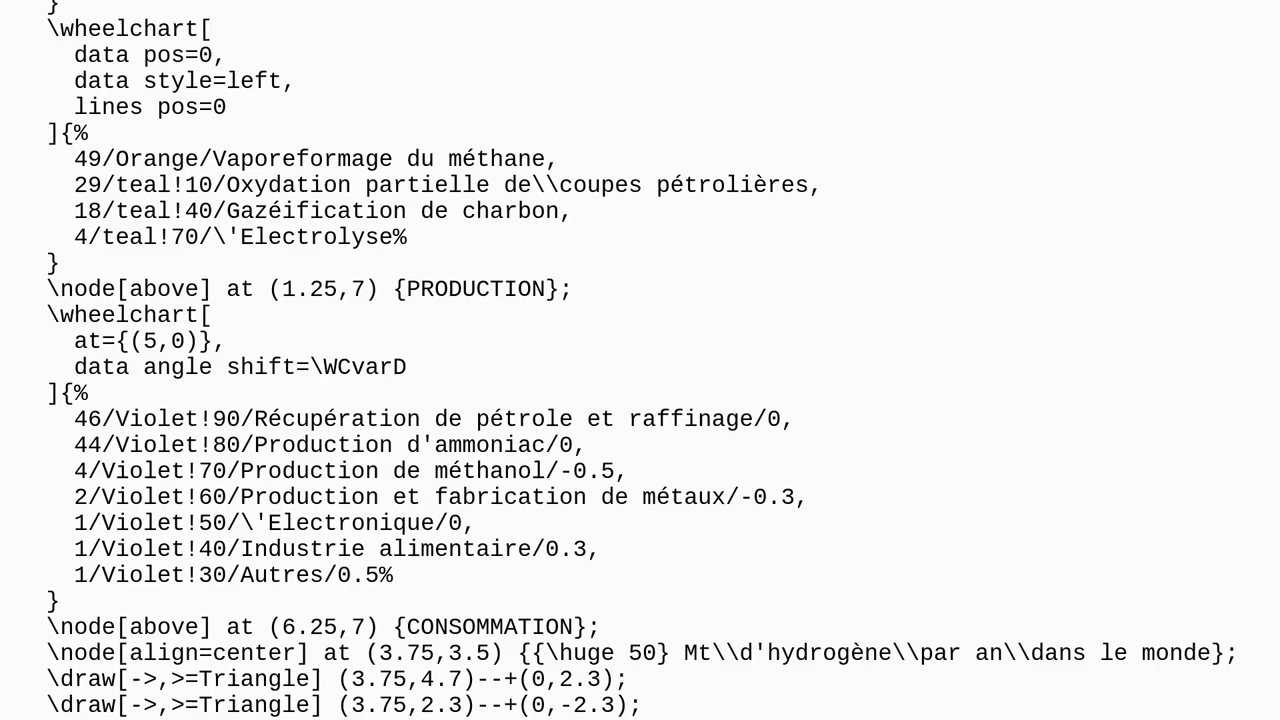 }
\wheelchart[
  data pos=0,
  data style=left,
  lines pos=0
]{%
  49/Orange/Vaporeformage du méthane,
  29/teal!10/Oxydation partielle de\\coupes pétrolières,
  18/teal!40/Gazéification de charbon,
  4/teal!70/\'Electrolyse%
}
\node[above] at (1.25,7) {PRODUCTION};
\wheelchart[
  at={(5,0)},
  data angle shift=\WCvarD
]{%
  46/Violet!90/Récupération de pétrole et raffinage/0,
  44/Violet!80/Production d'ammoniac/0,
  4/Violet!70/Production de méthanol/-0.5,
  2/Violet!60/Production et fabrication de métaux/-0.3,
  1/Violet!50/\'Electronique/0,
  1/Violet!40/Industrie alimentaire/0.3,
  1/Violet!30/Autres/0.5%
}
\node[above] at (6.25,7) {CONSOMMATION};
\node[align=center] at (3.75,3.5) {{\huge 50} Mt\\d'hydrogène\\par an\\dans le monde};
\draw[->,>=Triangle] (3.75,4.7)--+(0,2.3);
\draw[->,>=Triangle] (3.75,2.3)--+(0,-2.3);